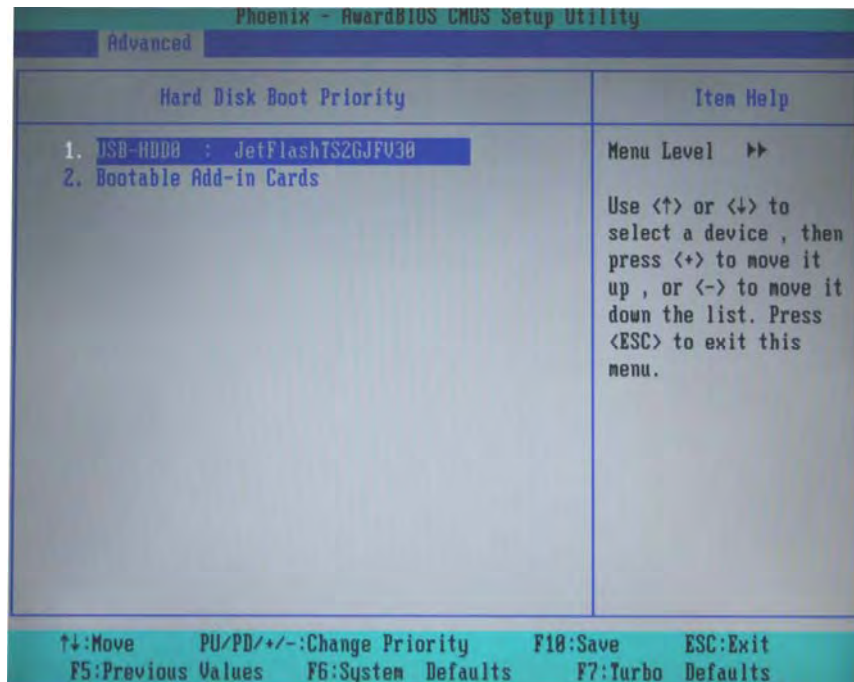 Phoenix - AwardBIOS CMOS Setup Utility
Advanced
Hard Disk Boot Priority
1. USB-HDD0 : JetFlashTS2GJFV30
2. Bootable Add-in Cards
Item Help
Menu Level ▶▶
Use <↑> or <↓> to
select a device , then
press <+> to move it
up , or <-> to move it
down the list. Press
<ESC> to exit this
menu.
↑↓:Move PU/PD/+/-:Change Priority F10:Save ESC:Exit
F5:Previous Values F6:System Defaults F7:Turbo Defaults